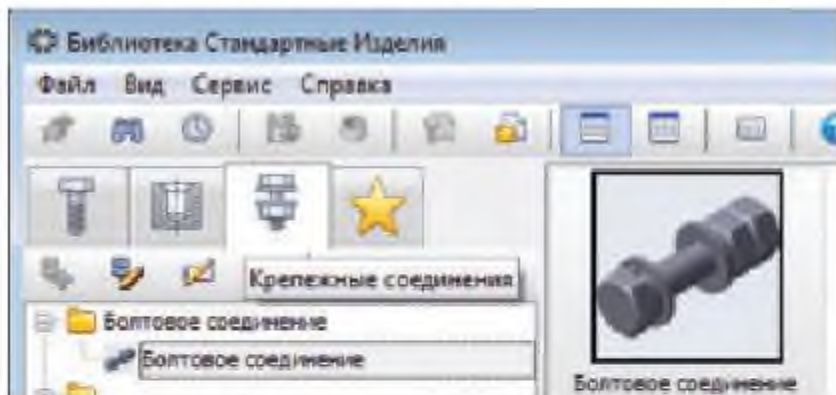 Библиотека Стандартные Изделия
Файл Вид Сервис Справка
Крепежные соединения
Болтовое соединение
Болтовое соединение
Болтовое соединение